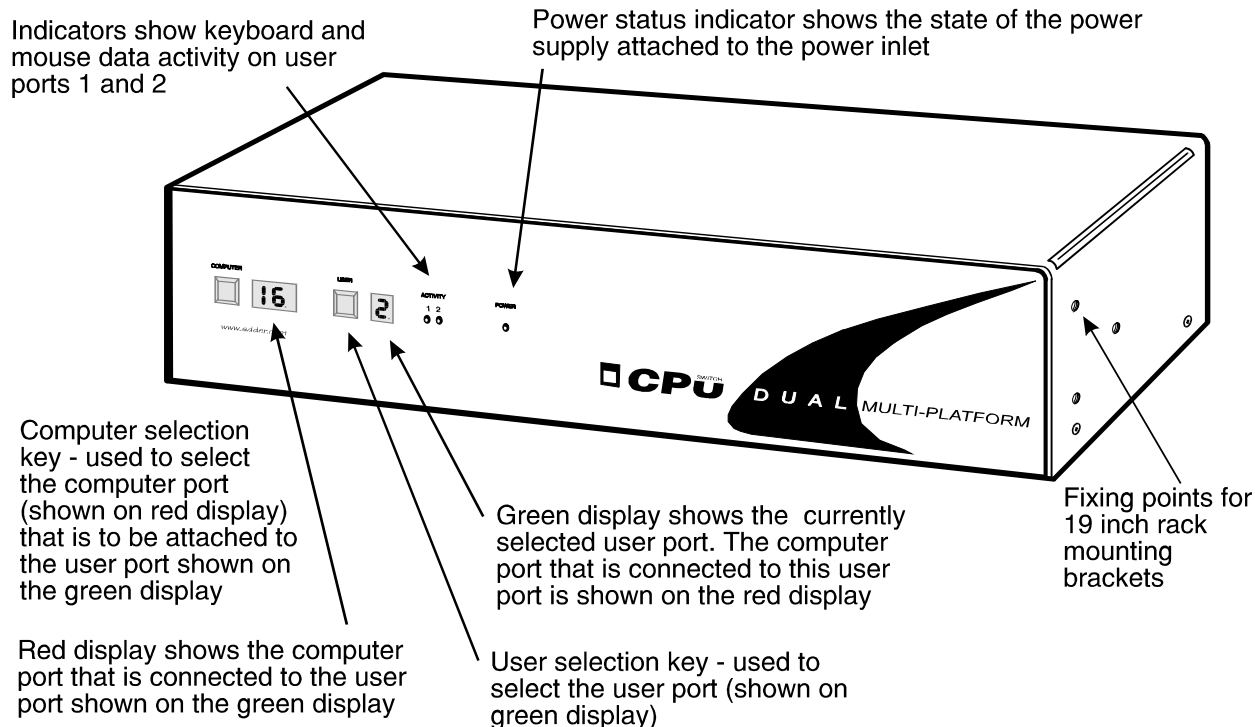 Indicators show keyboard and
mouse data activity on user
ports 1 and 2
Power status indicator shows the state of the power
supply attached to the power inlet
COMPUTER
16.
www.adder.com
USER
2.
ACTIVITY
1 2
POWER
CPU
SWITCH
DUAL
MULTI-PLATFORM
Computer selection
key - used to select
the computer port
(shown on red display)
that is to be attached to
the user port shown on
the green display
Green display shows the currently
selected user port. The computer
port that is connected to this user
port is shown on the red display
Fixing points for
19 inch rack
mounting
brackets
Red display shows the computer
port that is connected to the user
port shown on the green display
User selection key - used to
select the user port (shown on
green display)